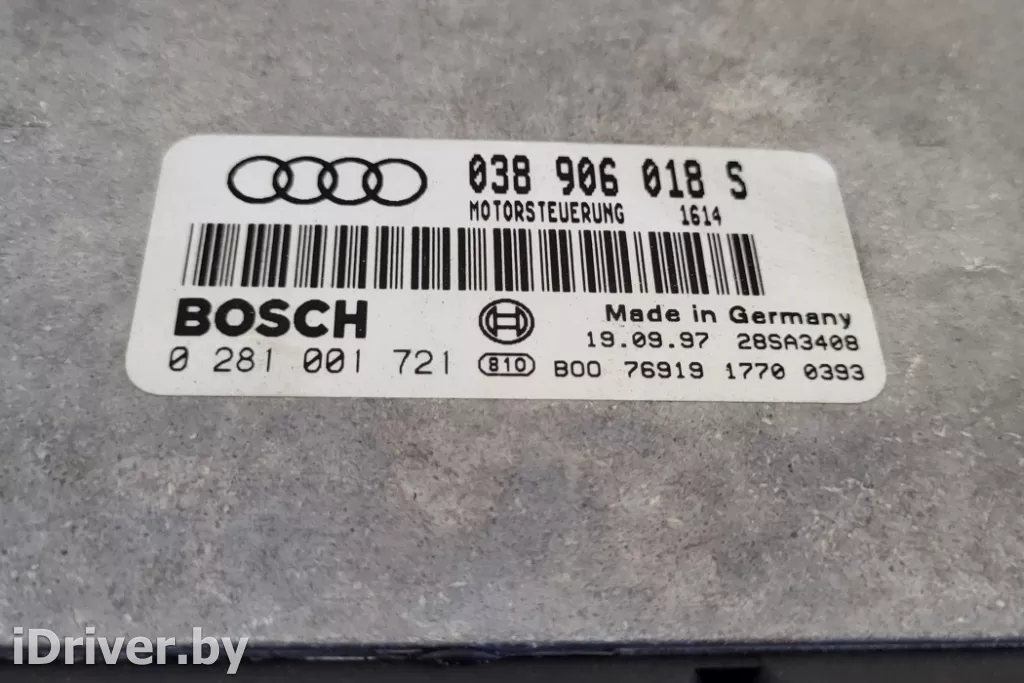 038 906 018 S
MOTORSTEUERUNG 1614
BOSCH Made in Germany
19.09.97 28SA3408
0 281 001 721 810 B00 76919 1770 0393
iDriver.by